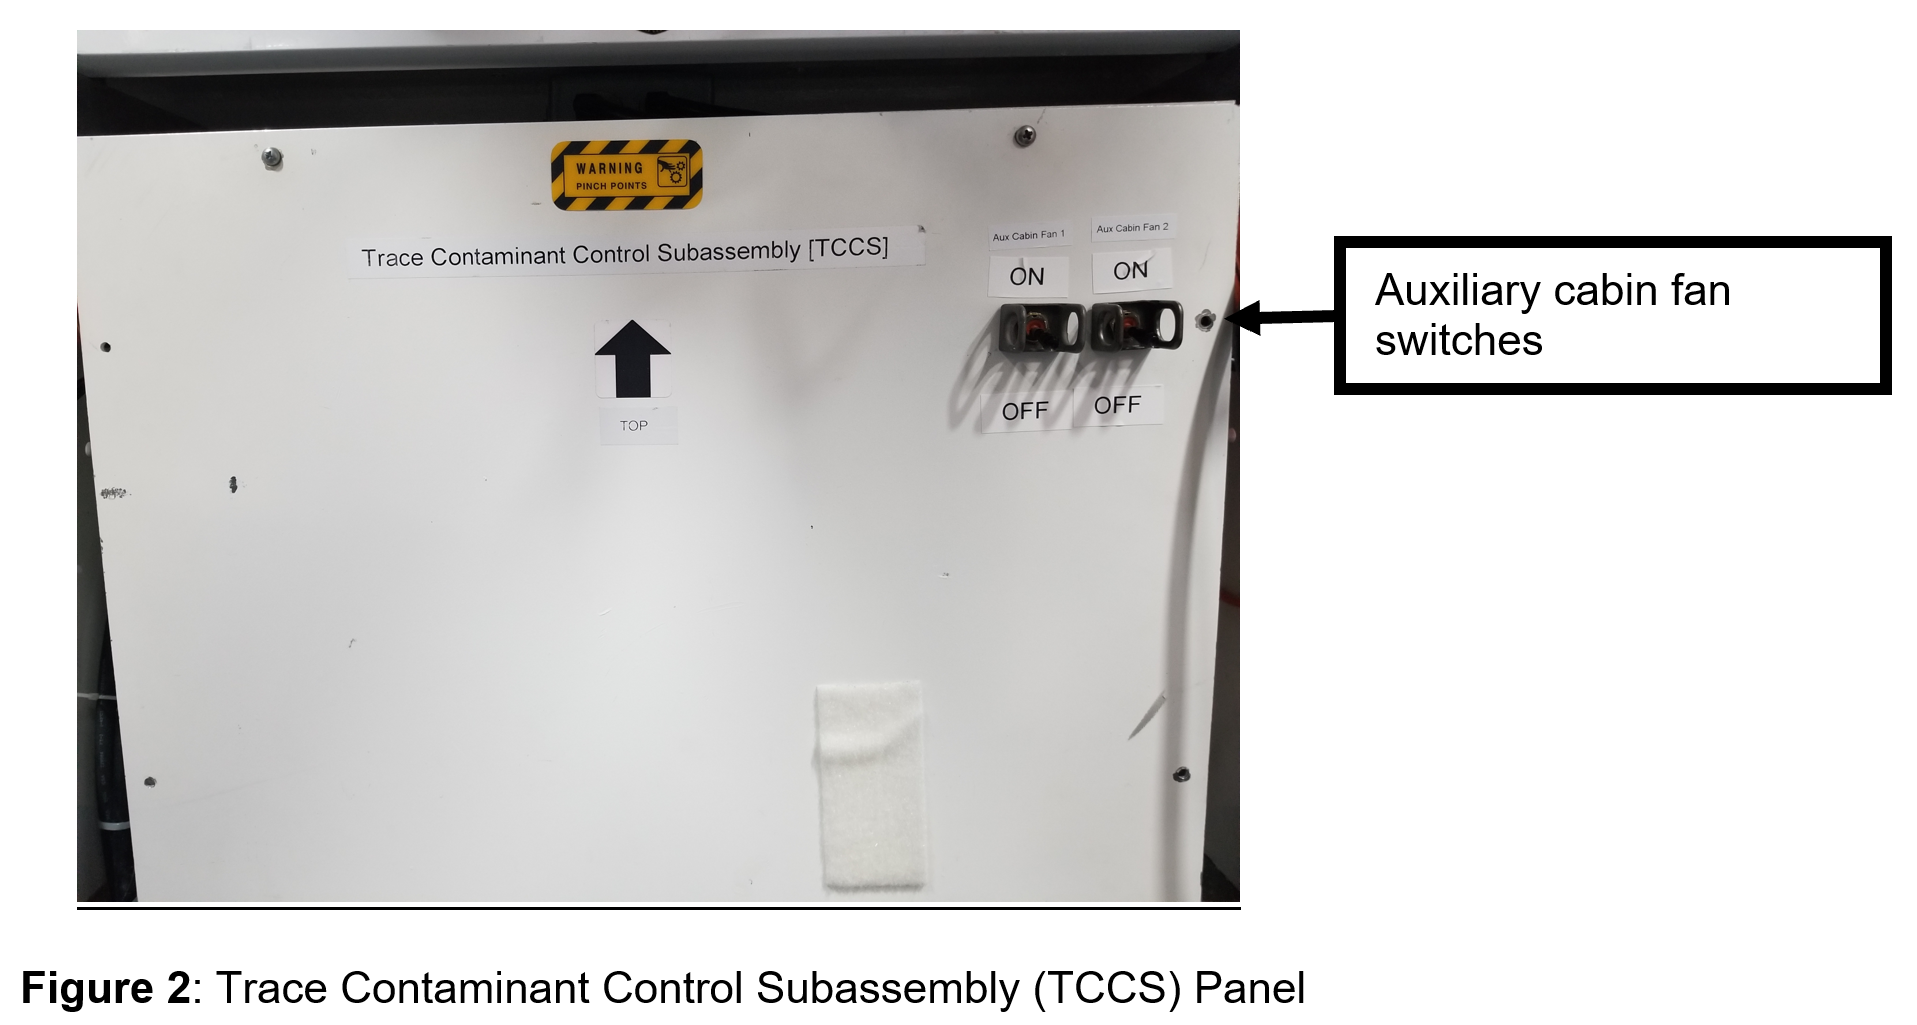 WARNING
PINCH POINTS
Trace Contaminant Control Subassembly [TCCS]
Aux Cabin Fan 1
Aux Cabin Fan 2
ON
ON
OFF
OFF
TOP
Auxiliary cabin fan
switches
Figure 2: Trace Contaminant Control Subassembly (TCCS) Panel